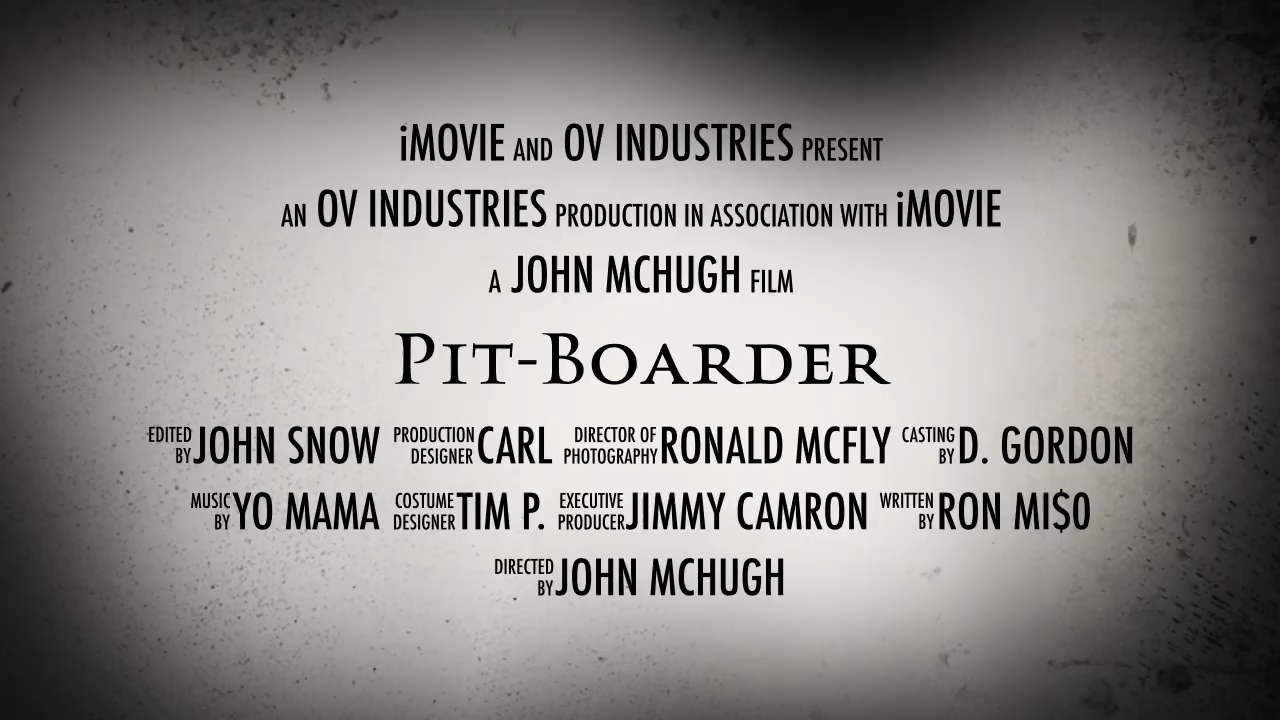 iMOVIE AND OV INDUSTRIES PRESENT
AN OV INDUSTRIES PRODUCTION IN ASSOCIATION WITH iMOVIE
A JOHN MCHUGH FILM
PIT-BOARDER
EDITED BY JOHN SNOW PRODUCTION DESIGNER CARL DIRECTOR OF PHOTOGRAPHY RONALD MCFLY CASTING BY D. GORDON
MUSIC BY YO MAMA COSTUME DESIGNER TIM P. EXECUTIVE PRODUCER JIMMY CAMRON WRITTEN BY RON MI$O
DIRECTED BY JOHN MCHUGH